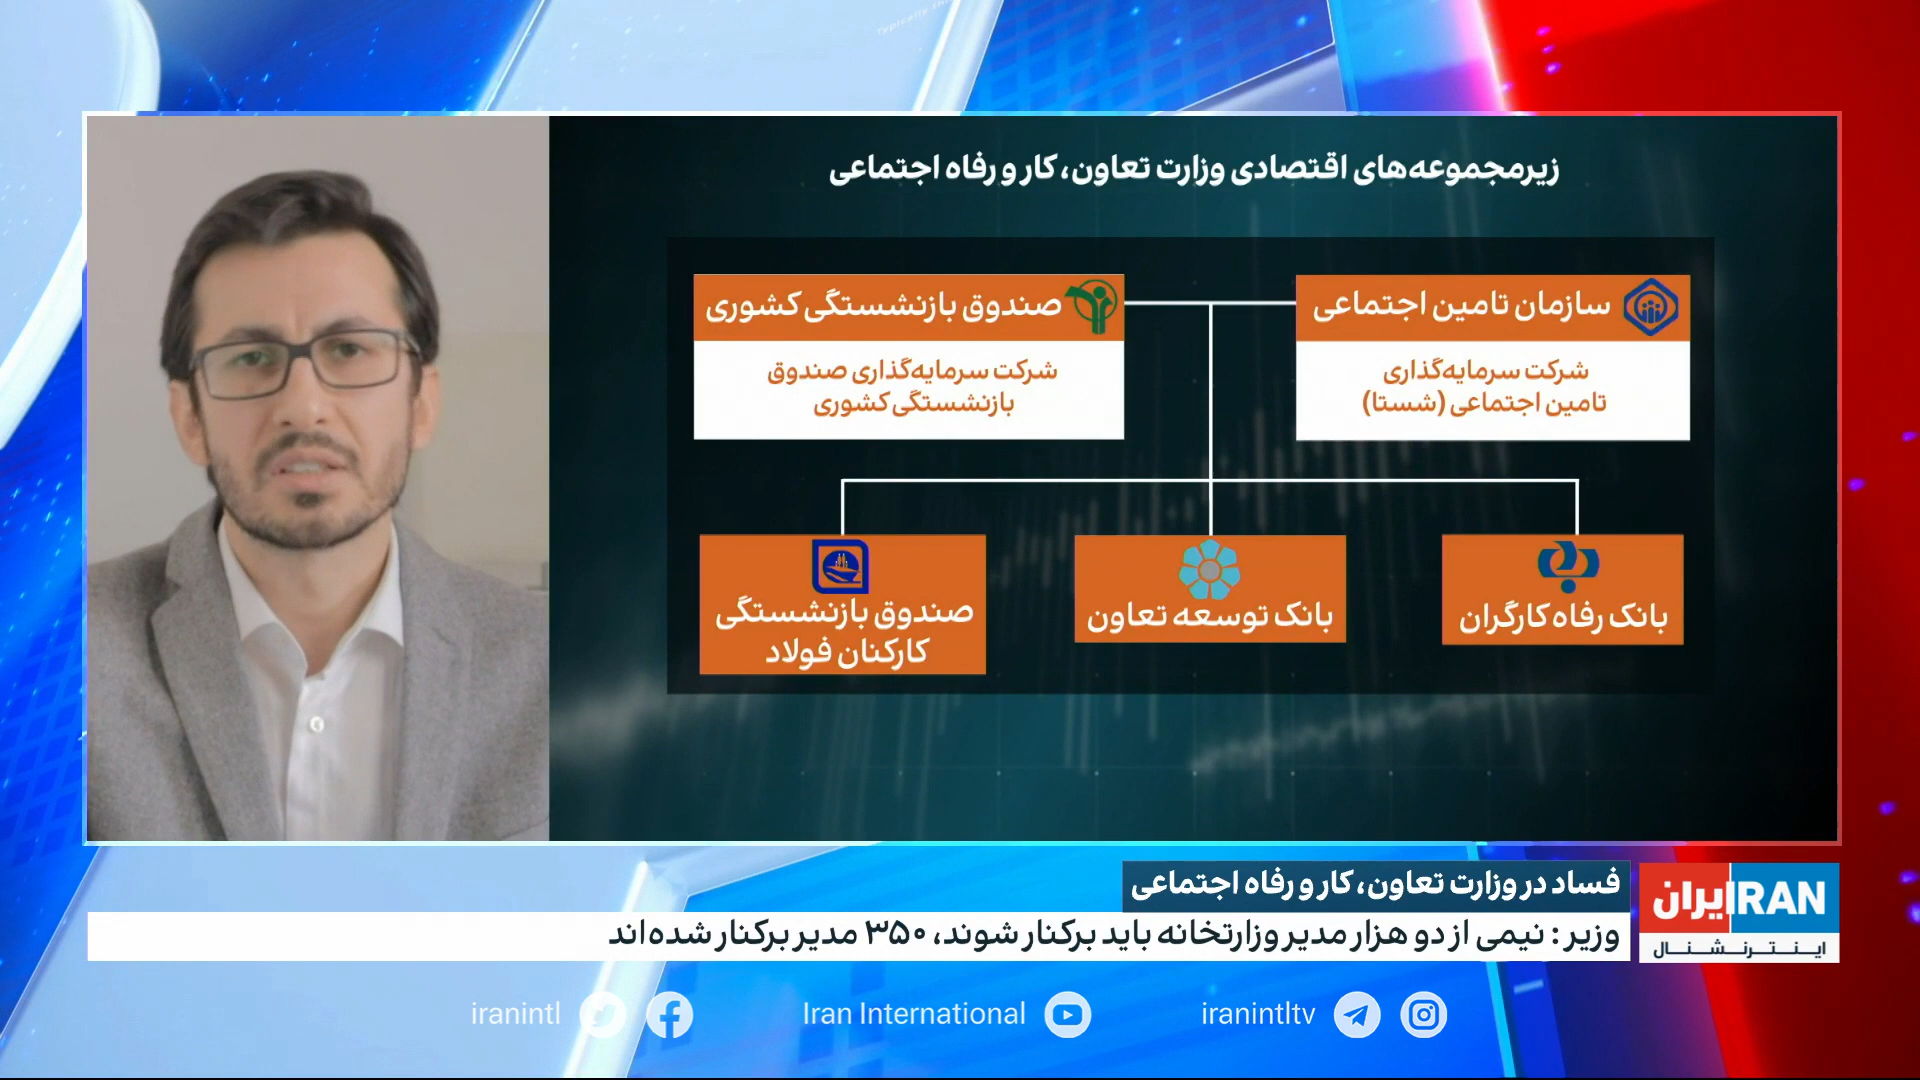 زیرمجموعه‌های اقتصادی وزارت تعاون، کار و رفاه اجتماعی
سازمان تامین اجتماعی
شرکت سرمایه‌گذاری
تامین اجتماعی (شستا)
صندوق بازنشستگی کشوری
شرکت سرمایه‌گذاری صندوق
بازنشستگی کشوری
بانک رفاه کارگران
بانک توسعه تعاون
صندوق بازنشستگی
کارکنان فولاد
فساد در وزارت تعاون، کار و رفاه اجتماعی
وزیر : نیمی از دو هزار مدیر وزارتخانه باید برکنار شوند، ۳۵۰ مدیر برکنار شده‌اند
ایران IRAN
اینترنشنال
iranintl
Iran International
iranintltv